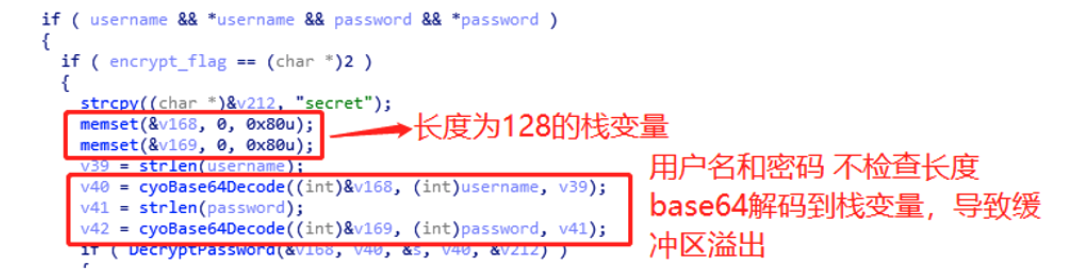 if ( username && *username && password && *password )
{
if ( encrypt_flag == (char *)2 )
{
strcpy((char *)&v212, "secret");
memset(&v168, 0, 0x80u);
memset(&v169, 0, 0x80u);
长度为128的栈变量
v39 = strlen(username);
v40 = cyoBase64Decode((int)&v168, (int)username, v39);
v41 = strlen(password);
v42 = cyoBase64Decode((int)&v169, (int)password, v41);
用户名和密码 不检查长度
base64解码到栈变量，导致缓
冲区溢出
if ( DecryptPassword(&v168, v40, &s, v40, &v212) )